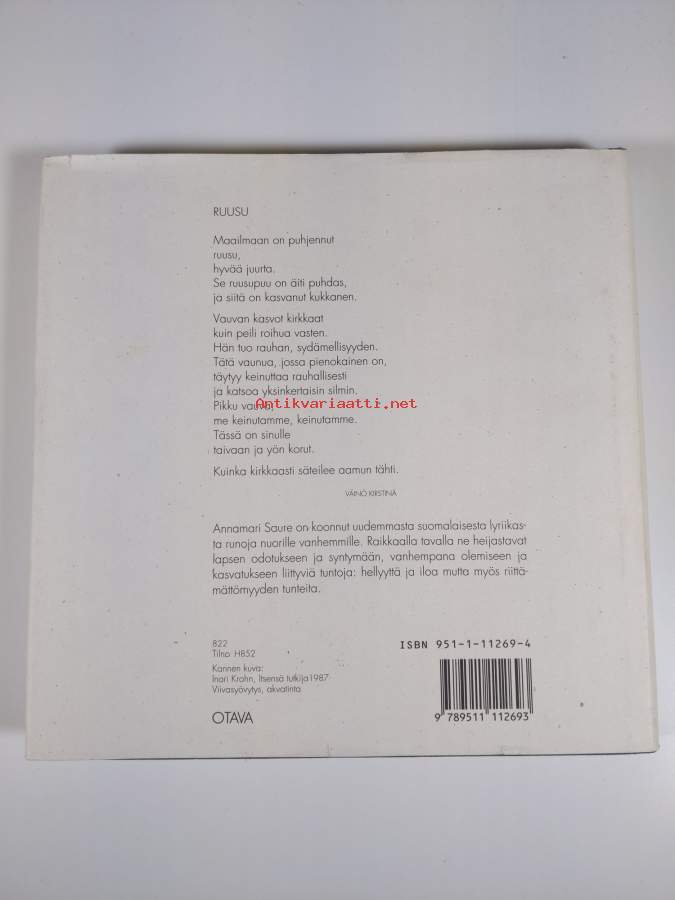 RUUSU
Maailmaan on puhjennut
ruusu,
hyvää juurta.
Se ruusupuu on äiti puhdas,
ja siitä on kasvanut kukkanen.
Vauvan kasvot kirkkaat
kuin peili roihua vasten.
Hän tuo rauhan, sydämellisyyden.
Tätä vaunua, jossa pienokainen on,
täytyy keinuttaa rauhallisesti
ja katsoa yksinkertaisin silmin.
Antikvariaatti.net
Pikku vauva,
me keinutamme, keinutamme.
Tässä on sinulle
taivaan ja yön korut.
Kuinka kirkkaasti säteilee aamun tähti.
VÄINÖ KIRSTINÄ
Annamari Saure on koonnut uudemmasta suomalaisesta lyriikas-
ta runoja nuorille vanhemmille. Raikkaalla tavalla ne heijastavat
lapsen odotukseen ja syntymään, vanhempana olemiseen ja
kasvatukseen liittyviä tuntoja: hellyyttä ja iloa mutta myös riittä-
mättömyyden tunteita.
822
Tilno H852
Kannen kuva:
Inari Krohn, Itsensä tutkija1987
Viivasyövytys, akvatinta
OTAVA
ISBN 951-1-11269-4
9 789511 112693